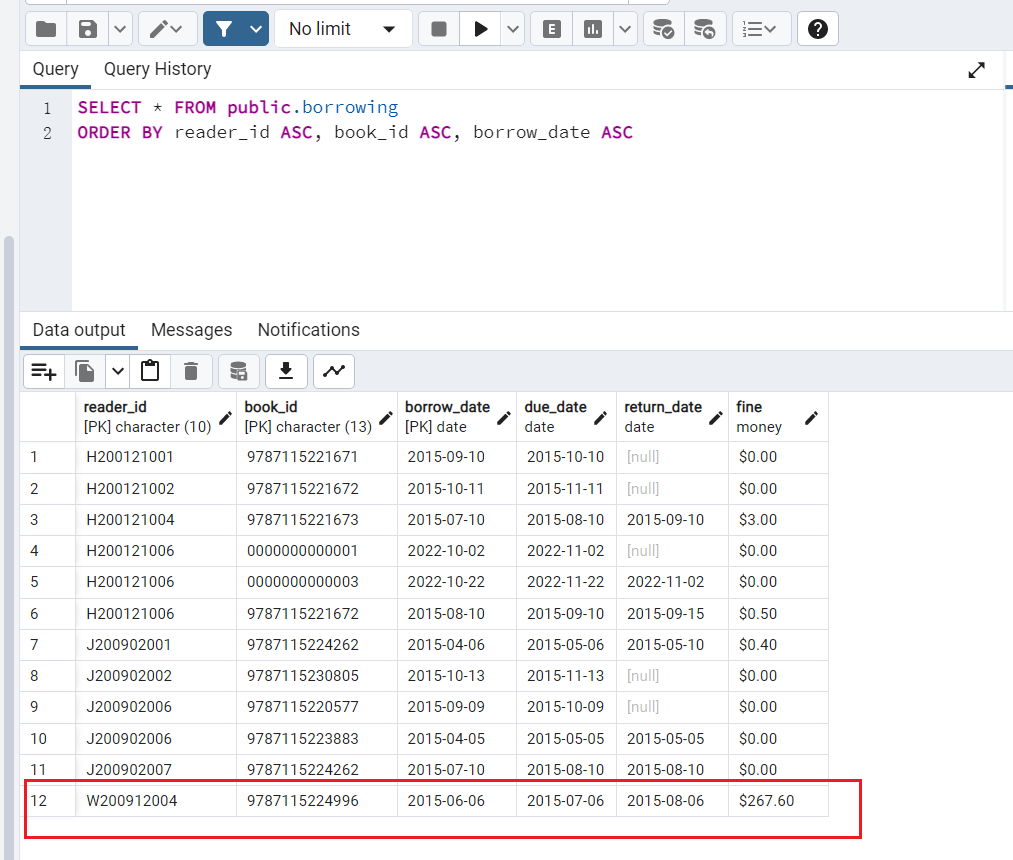 No limit
E
Query Query History
1 SELECT * FROM public.borrowing
2 ORDER BY reader_id ASC, book_id ASC, borrow_date ASC
Data output Messages Notifications
reader_id book_id borrow_date due_date return_date fine
[PK] character (10) [PK] character (13) [PK] date date date money
1 H200121001 9787115221671 2015-09-10 2015-10-10 [null] $0.00
2 H200121002 9787115221672 2015-10-11 2015-11-11 [null] $0.00
3 H200121004 9787115221673 2015-07-10 2015-08-10 2015-09-10 $3.00
4 H200121006 0000000000001 2022-10-02 2022-11-02 [null] $0.00
5 H200121006 0000000000003 2022-10-22 2022-11-22 2022-11-02 $0.00
6 H200121006 9787115221672 2015-08-10 2015-09-10 2015-09-15 $0.50
7 J200902001 9787115224262 2015-04-06 2015-05-06 2015-05-10 $0.40
8 J200902002 9787115230805 2015-10-13 2015-11-13 [null] $0.00
9 J200902006 9787115220577 2015-09-09 2015-10-09 [null] $0.00
10 J200902006 9787115223883 2015-04-05 2015-05-05 2015-05-05 $0.00
11 J200902007 9787115224262 2015-07-10 2015-08-10 2015-08-10 $0.00
12 W200912004 9787115224996 2015-06-06 2015-07-06 2015-08-06 $267.60